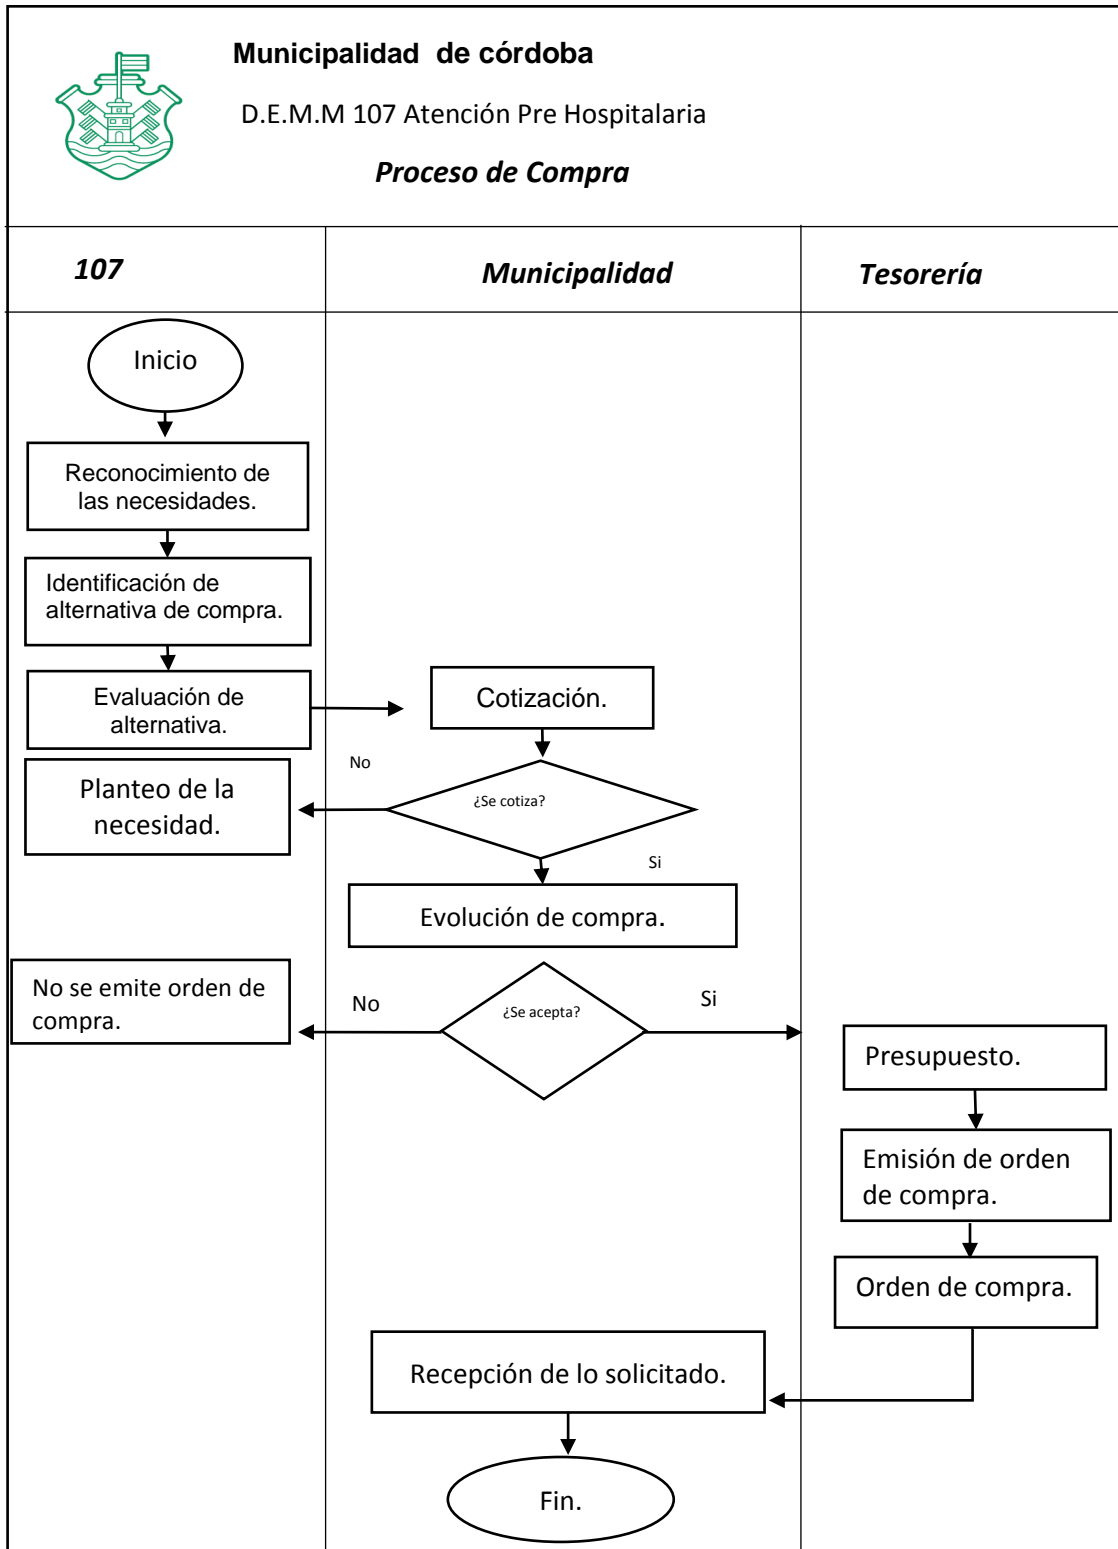 Municipalidad de córdoba
D.E.M.M 107 Atención Pre Hospitalaria
Proceso de Compra
107
Municipalidad
Tesorería
Inicio
Reconocimiento de
las necesidades.
Identificación de
alternativa de compra.
Evaluación de
alternativa.
Cotización.
No
¿Se cotiza?
Planteo de la
necesidad.
Si
Evolución de compra.
No se emite orden de
compra.
No
¿Se acepta?
Si
Presupuesto.
Emisión de orden
de compra.
Orden de compra.
Recepción de lo solicitado.
Fin.